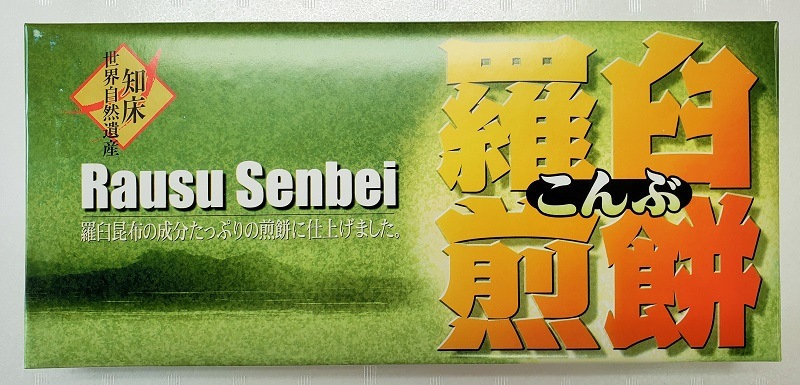 知床
世界自然遺産
Rausu Senbei
羅臼昆布の成分たっぷりの煎餅に仕上げました。
羅臼
こんぶ
煎餅